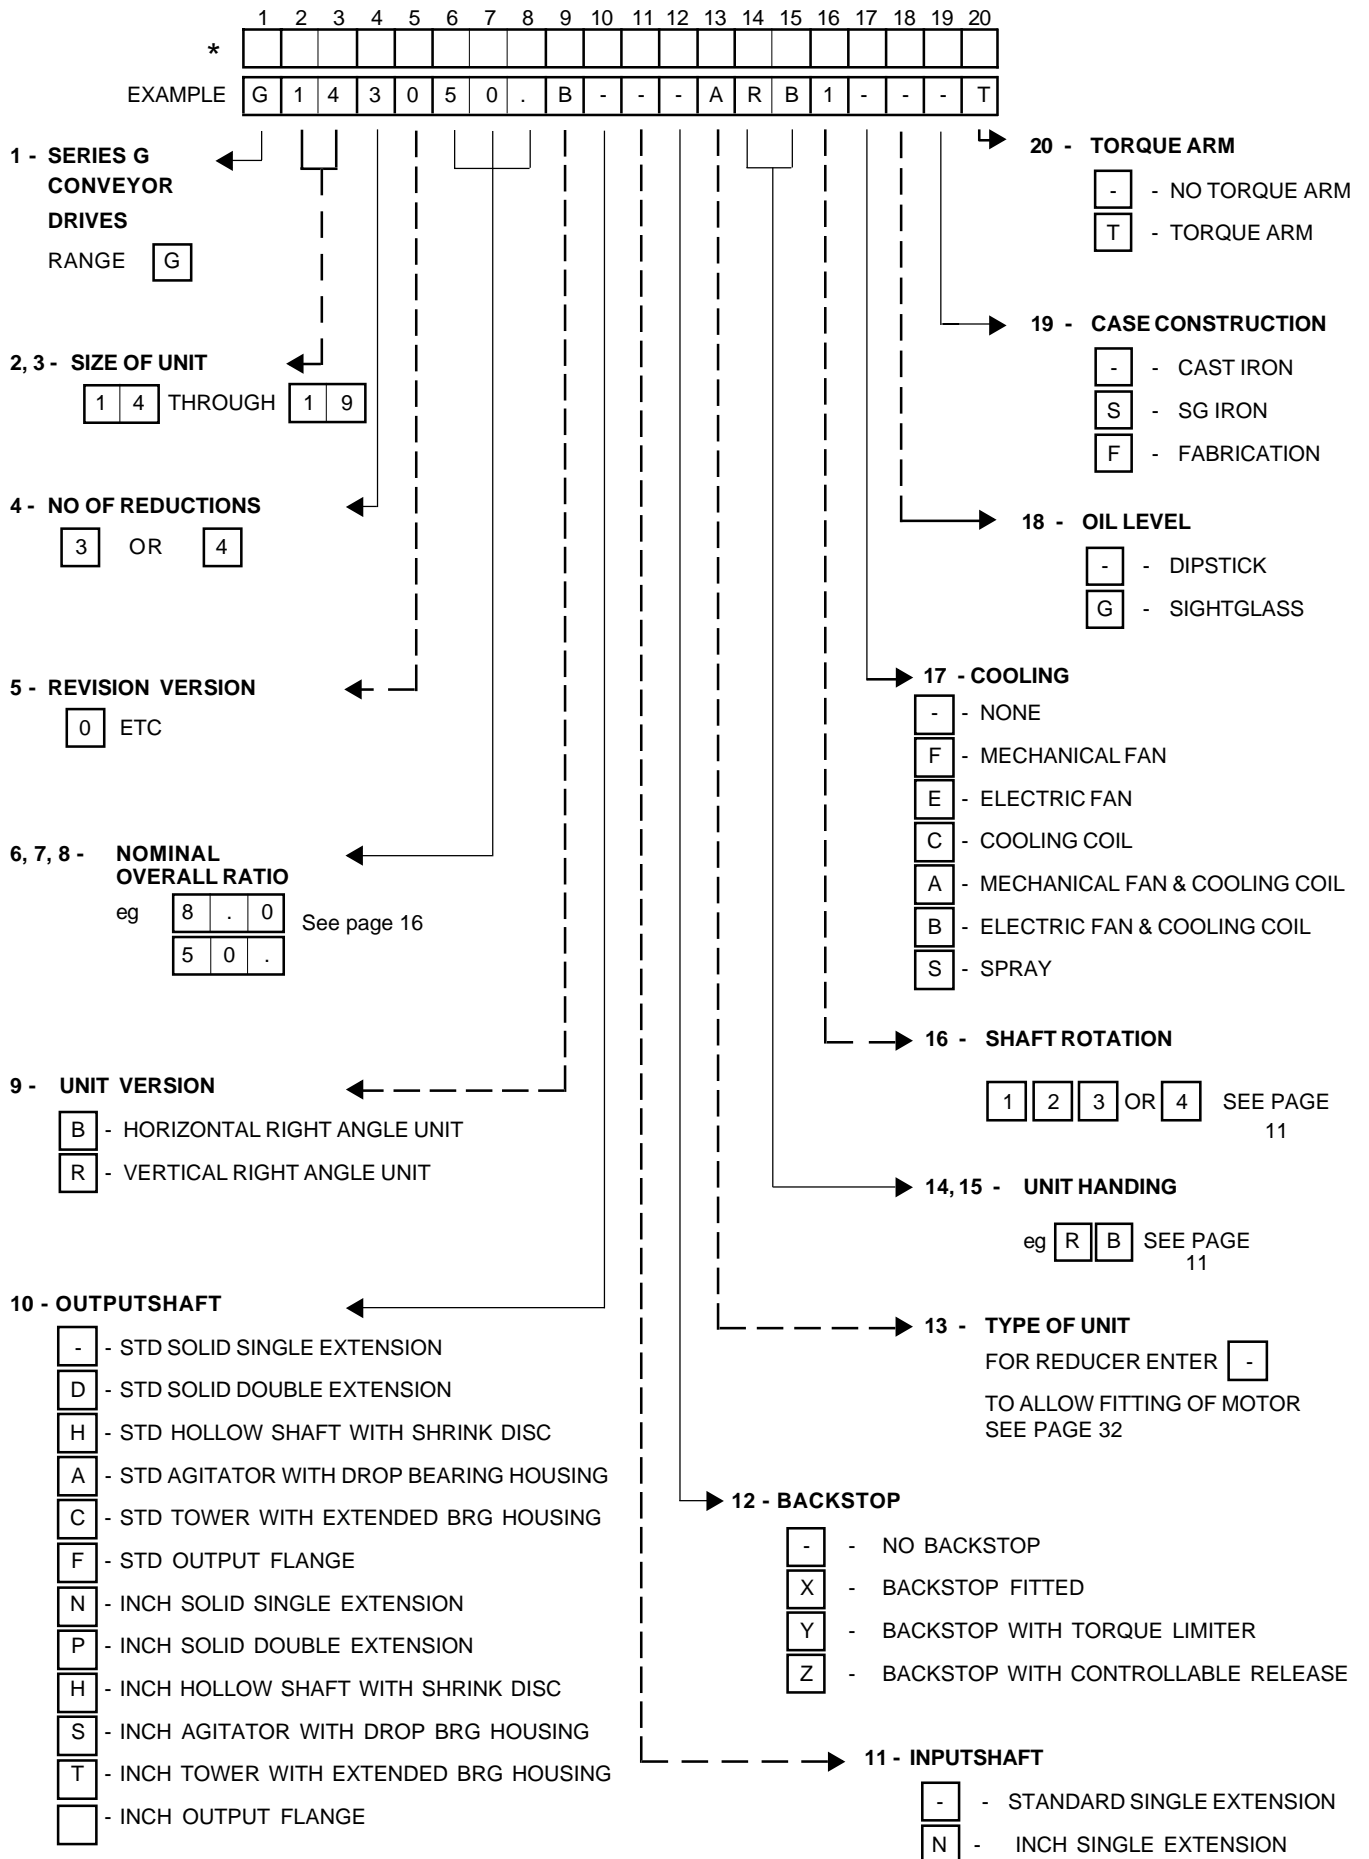 1 2 3 4 5 6 7 8 9 10 11 12 13 14 15 16 17 18 19 20
*
EXAMPLE G 1 4 3 0 5 0 . B - - - A R B 1 - - - T
1 - SERIES G
CONVEYOR
DRIVES
RANGE G
2, 3 - SIZE OF UNIT
1 4 THROUGH 1 9
4 - NO OF REDUCTIONS
3 OR 4
5 - REVISION VERSION
0 ETC
6, 7, 8 - NOMINAL
OVERALL RATIO
eg 8 . 0 See page 16
5 0 .
9 - UNIT VERSION
B - HORIZONTAL RIGHT ANGLE UNIT
R - VERTICAL RIGHT ANGLE UNIT
10 - OUTPUTSHAFT
- - STD SOLID SINGLE EXTENSION
D - STD SOLID DOUBLE EXTENSION
H - STD HOLLOW SHAFT WITH SHRINK DISC
A - STD AGITATOR WITH DROP BEARING HOUSING
C - STD TOWER WITH EXTENDED BRG HOUSING
F - STD OUTPUT FLANGE
N - INCH SOLID SINGLE EXTENSION
P - INCH SOLID DOUBLE EXTENSION
H - INCH HOLLOW SHAFT WITH SHRINK DISC
S - INCH AGITATOR WITH DROP BRG HOUSING
T - INCH TOWER WITH EXTENDED BRG HOUSING
- INCH OUTPUT FLANGE
20 - TORQUE ARM
- - NO TORQUE ARM
T - TORQUE ARM
19 - CASE CONSTRUCTION
- - CAST IRON
S - SG IRON
F - FABRICATION
18 - OIL LEVEL
- - DIPSTICK
G - SIGHTGLASS
17 - COOLING
- - NONE
F - MECHANICAL FAN
E - ELECTRIC FAN
C - COOLING COIL
A - MECHANICAL FAN & COOLING COIL
B - ELECTRIC FAN & COOLING COIL
S - SPRAY
16 - SHAFT ROTATION
1 2 3 OR 4 SEE PAGE
11
14, 15 - UNIT HANDING
eg R B SEE PAGE
11
13 - TYPE OF UNIT
FOR REDUCER ENTER -
TO ALLOW FITTING OF MOTOR
SEE PAGE 32
12 - BACKSTOP
- - NO BACKSTOP
X - BACKSTOP FITTED
Y - BACKSTOP WITH TORQUE LIMITER
Z - BACKSTOP WITH CONTROLLABLE RELEASE
11 - INPUTSHAFT
- - STANDARD SINGLE EXTENSION
N - INCH SINGLE EXTENSION